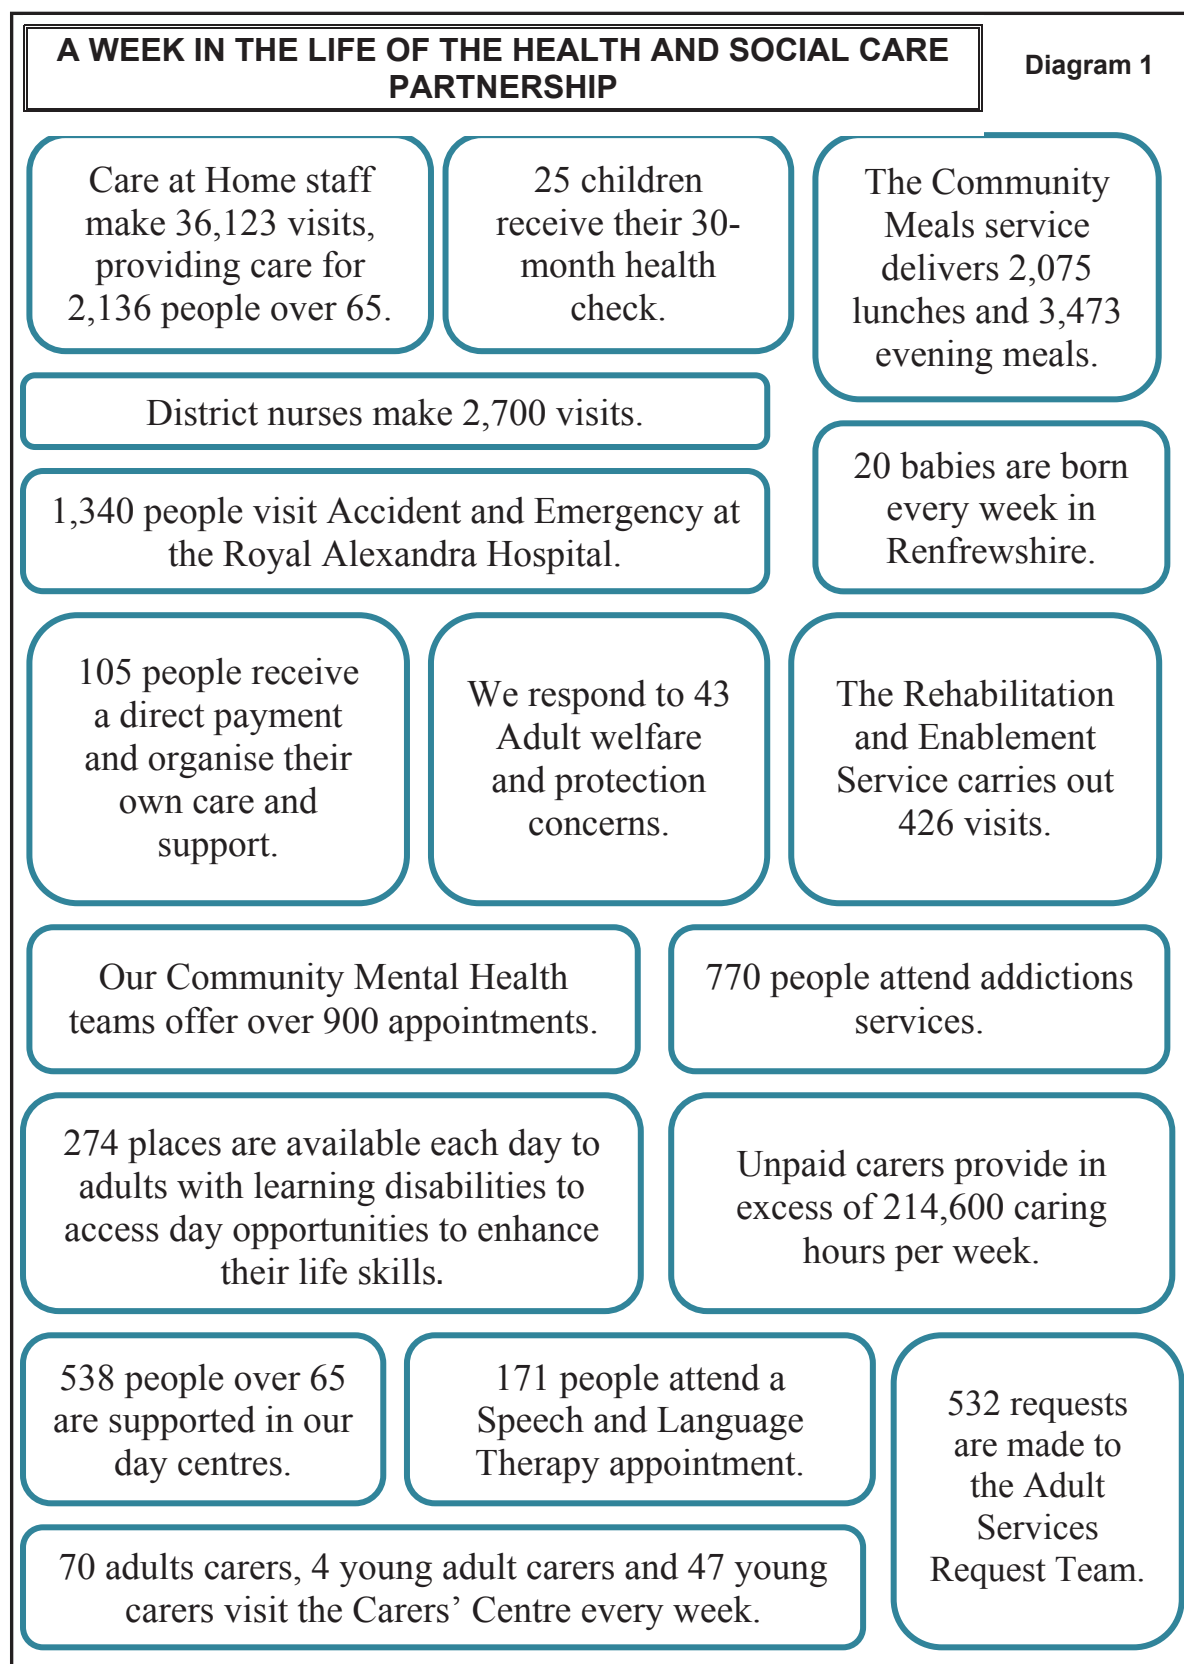 A WEEK IN THE LIFE OF THE HEALTH AND SOCIAL CARE
PARTNERSHIP
Diagram 1
Care at Home staff
make 36,123 visits,
providing care for
2,136 people over 65.
25 children
receive their 30-
month health
check.
The Community
Meals service
delivers 2,075
lunches and 3,473
evening meals.
District nurses make 2,700 visits.
20 babies are born
every week in
Renfrewshire.
1,340 people visit Accident and Emergency at
the Royal Alexandra Hospital.
105 people receive
a direct payment
and organise their
own care and
support.
We respond to 43
Adult welfare
and protection
concerns.
The Rehabilitation
and Enablement
Service carries out
426 visits.
Our Community Mental Health
teams offer over 900 appointments.
770 people attend addictions
services.
274 places are available each day to
adults with learning disabilities to
access day opportunities to enhance
their life skills.
Unpaid carers provide in
excess of 214,600 caring
hours per week.
538 people over 65
are supported in our
day centres.
171 people attend a
Speech and Language
Therapy appointment.
532 requests
are made to
the Adult
Services
Request Team.
70 adults carers, 4 young adult carers and 47 young
carers visit the Carers’ Centre every week.